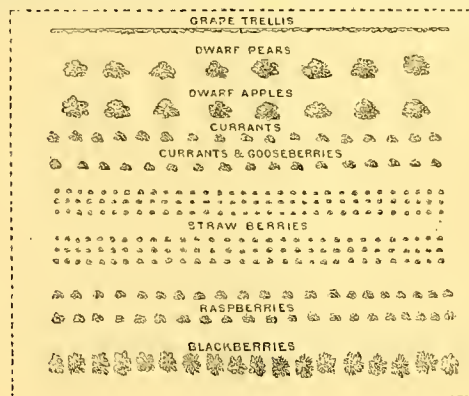 GRAPE TRELLIS
DWARF PEARS
DWARF APPLES
CURRANTS
CURRANTS & GOOSEBERRIES
STRAW BERRIES
RASPBERRIES
BLACKBERRIES